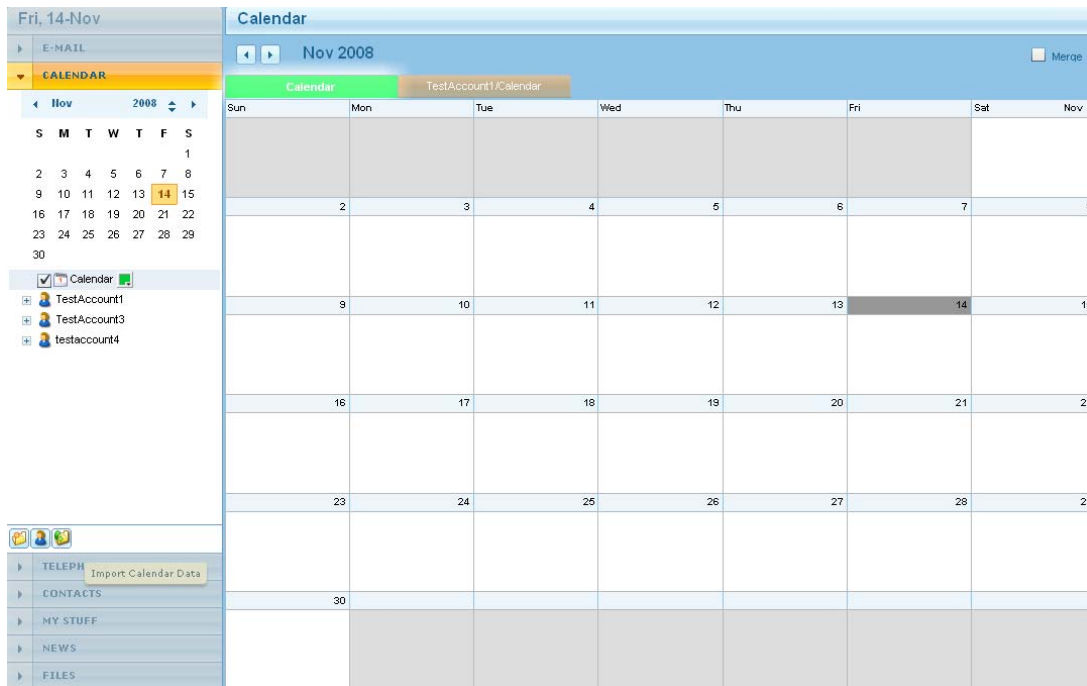 Fri, 14-Nov
E-MAIL
CALENDAR
Nov 2008
S M T W T F S
1
2 3 4 5 6 7 8
9 10 11 12 13 14 15
16 17 18 19 20 21 22
23 24 25 26 27 28 29
30
Calendar
TestAccount1
TestAccount3
testaccount4
TELEPH
Import Calendar Data
CONTACTS
MY STUFF
NEWS
FILES
Calendar
Nov 2008
Merge
Calendar TestAccount1/Calendar
Sun Mon Tue Wed Thu Fri Sat Nov
2 3 4 5 6 7
9 10 11 12 13 14 1
16 17 18 19 20 21 2
23 24 25 26 27 28 2
30